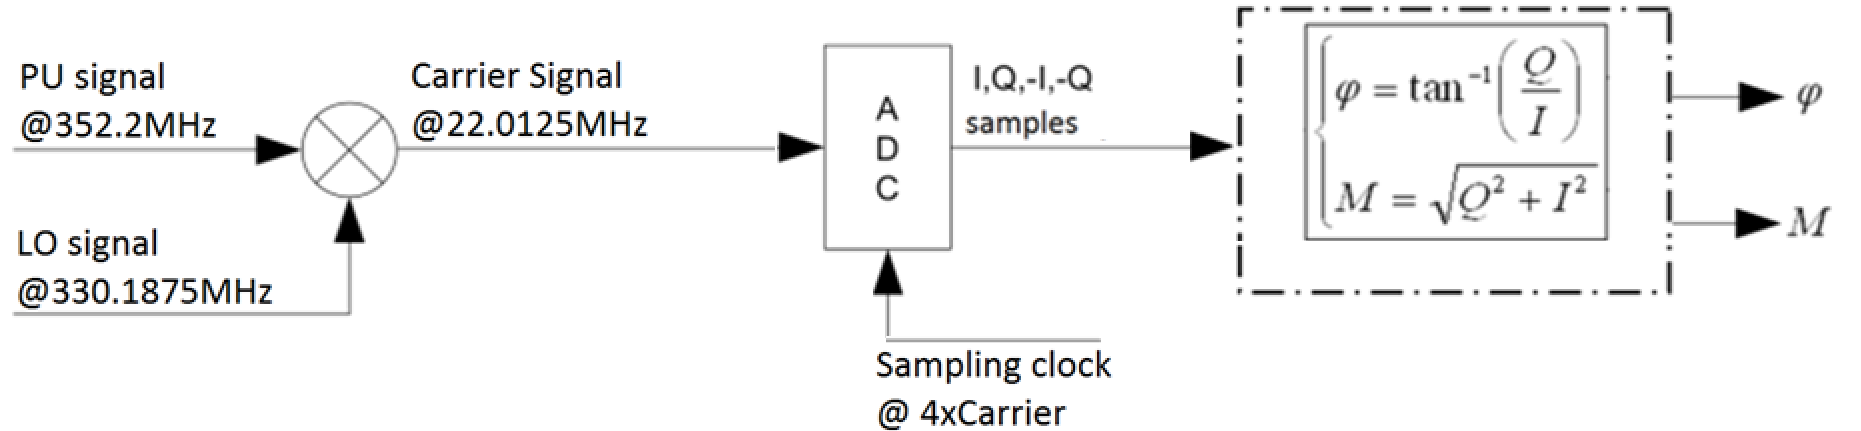 PU signal
@352.2MHz
LO signal
@330.1875MHz
Carrier Signal
@22.0125MHz
A
D
C
Sampling clock
@ 4xCarrier
I,Q,-I,-Q
samples
φ = tan⁻¹(Q/I)
M = √Q² + I²
φ
M